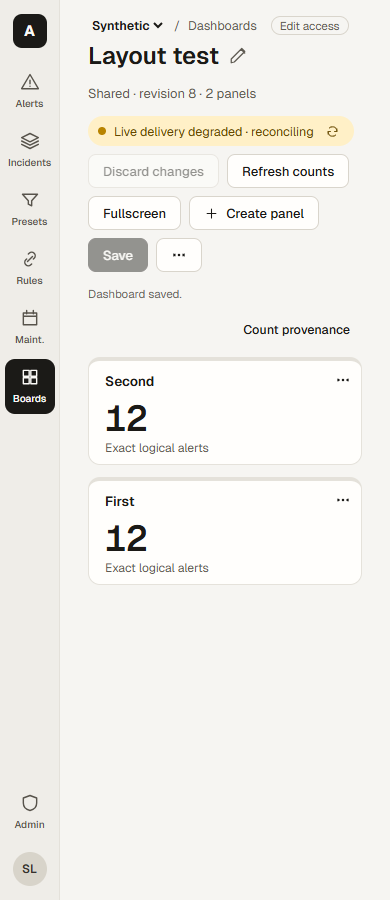 A
Alerts
Incidents
Presets
Rules
Maint.
Boards
Admin
SL
Synthetic / Dashboards Edit access
Layout test
Shared · revision 8 · 2 panels
Live delivery degraded · reconciling
Discard changes Refresh counts
Fullscreen + Create panel
Save ···
Dashboard saved.
Count provenance
Second ···
12
Exact logical alerts
First ···
12
Exact logical alerts